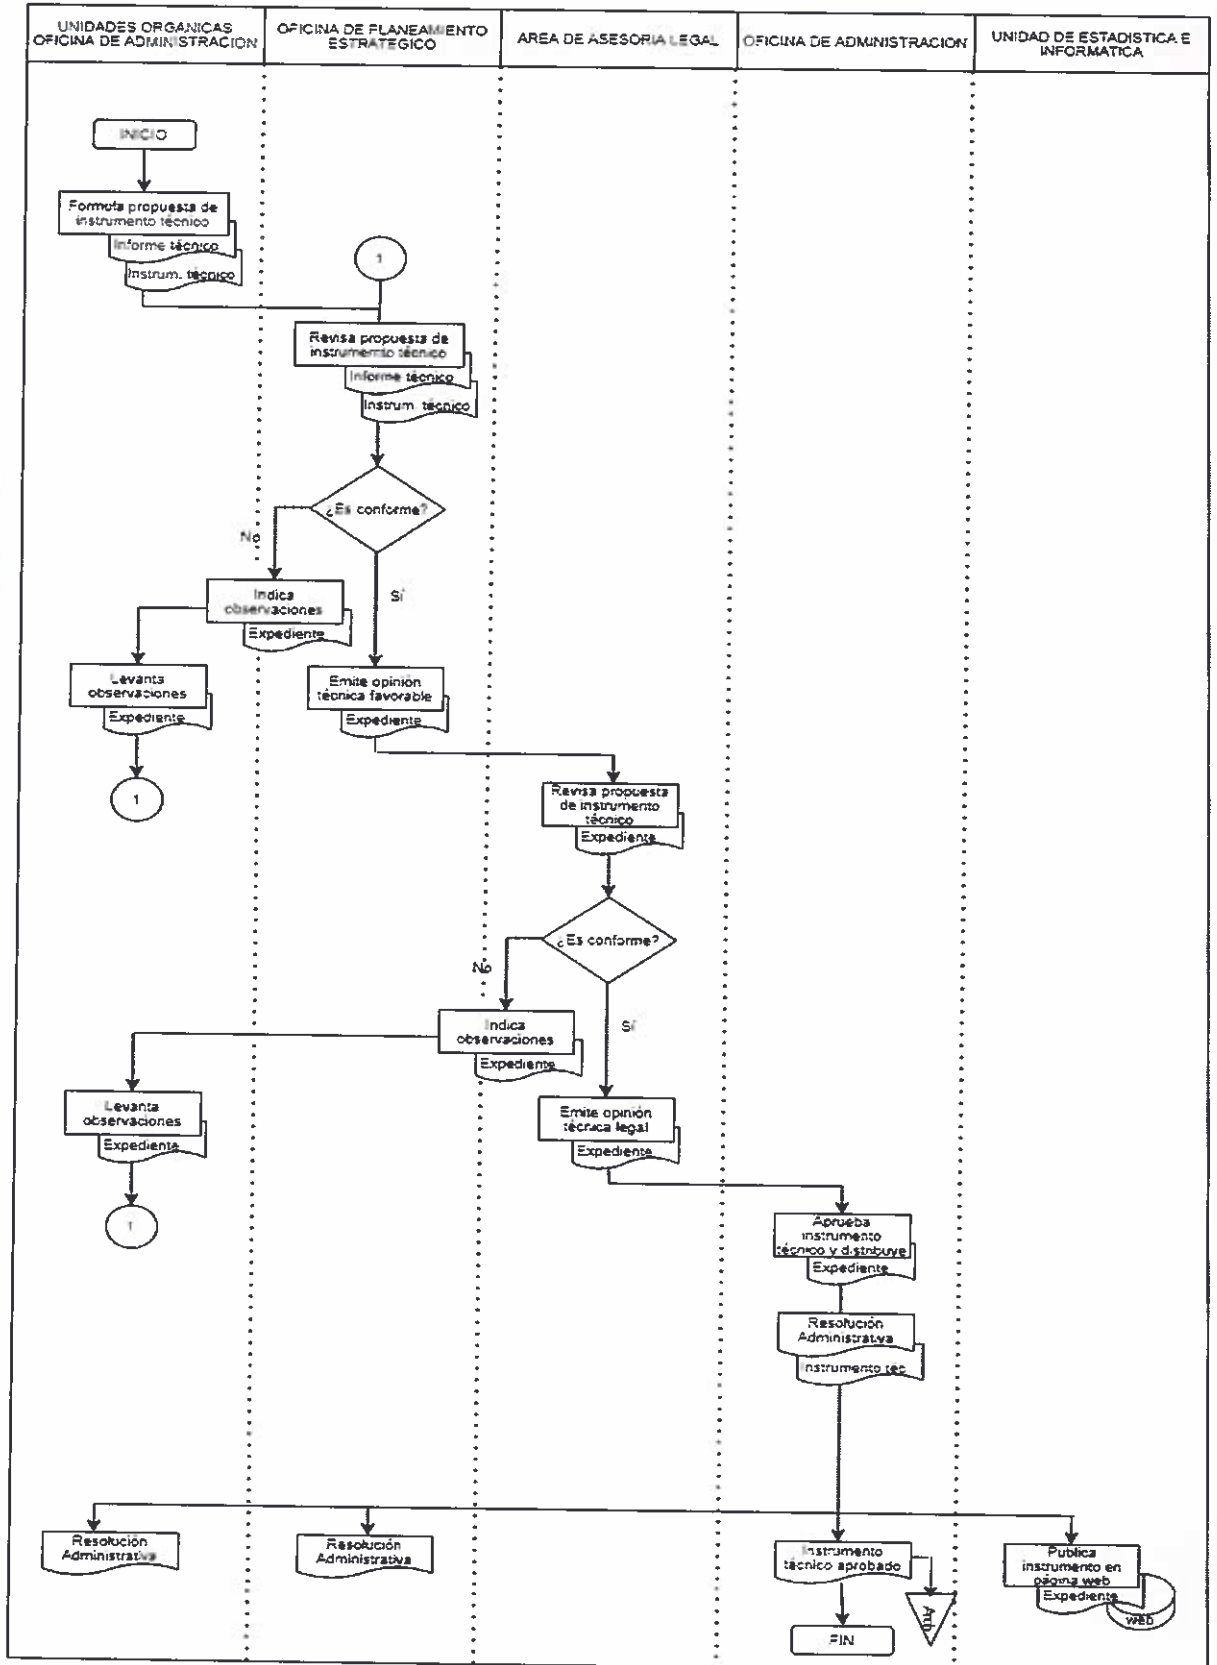 UNIDADES ORGANICAS
OFICINA DE ADMINISTRACION
OFICINA DE PLANEAMIENTO
ESTRATEGICO
AREA DE ASESORIA LEGAL
OFICINA DE ADMINISTRACION
UNIDAD DE ESTADISTICA E
INFORMATICA
INICIO
Formula propuesta de
instrumento técnico
Informe técnico
Instrum. técnico
1
Revisa propuesta de
instrumento técnico
Informe técnico
Instrum. técnico
¿Es conforme?
No
Sí
Indica
observaciones
Expediente
Levanta
observaciones
Expediente
1
Emite opinión
técnica favorable
Expediente
Revisa propuesta
de instrumento
técnico
Expediente
¿Es conforme?
No
Sí
Indica
observaciones
Expediente
Levanta
observaciones
Expediente
1
Emite opinión
técnica legal
Expediente
Aprueba
instrumento
técnico y distribuye
Expediente
Resolución
Administrativa
Instrumento téc
Resolución
Administrativa
Resolución
Administrativa
Instrumento
técnico aprobado
Arch
FIN
Publica
instrumento en
página web
Expediente
web